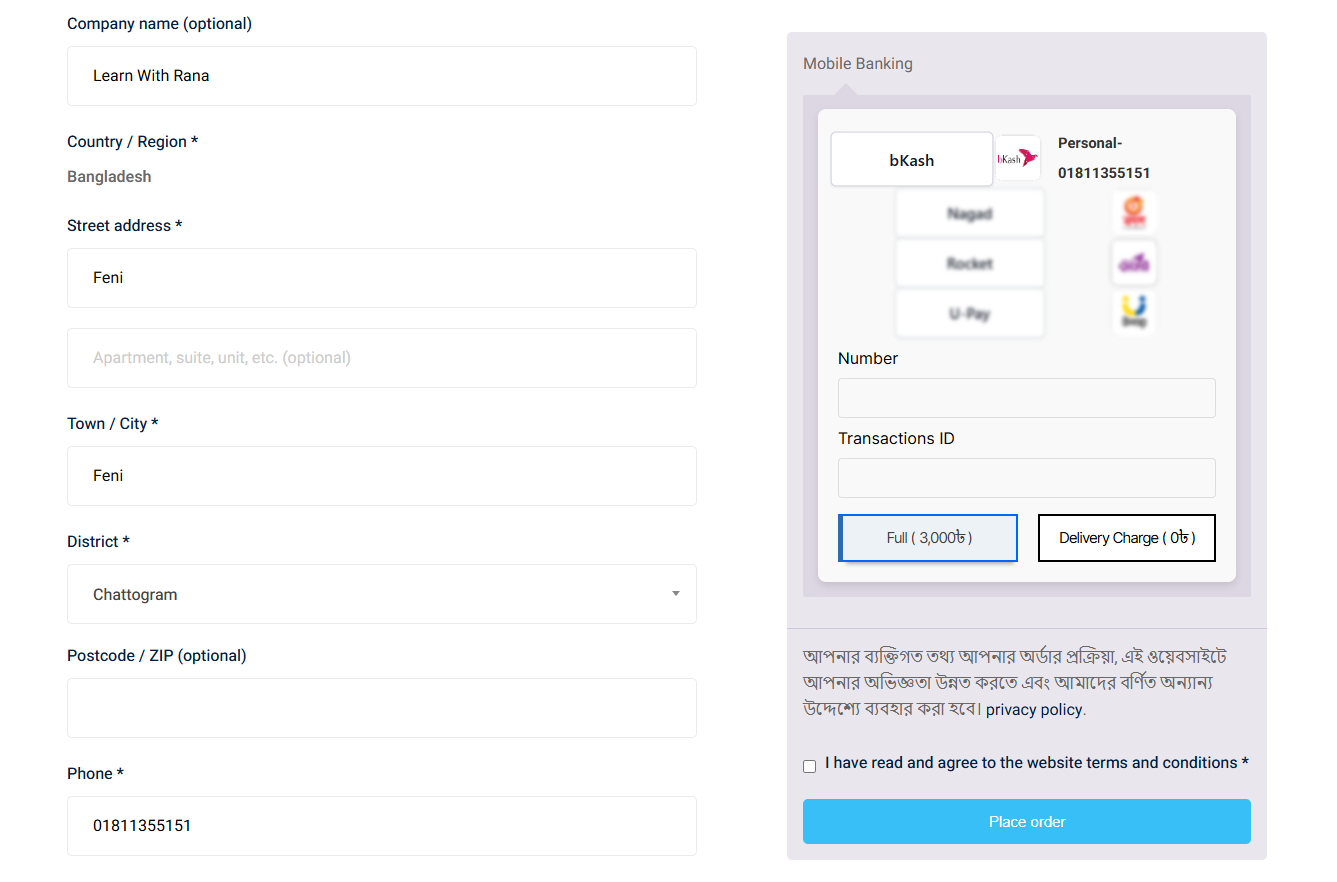 Company name (optional)
Learn With Rana
Country / Region *
Bangladesh
Street address *
Feni
Apartment, suite, unit, etc. (optional)
Town / City *
Feni
District *
Chattogram
Postcode / ZIP (optional)
Phone *
01811355151
Mobile Banking
bKash
bKash
Personal-
01811355151
Nagad
Rocket
U-Pay
Number
Transactions ID
Full ( 3,000৳ )
Delivery Charge ( 0৳ )
আপনার ব্যক্তিগত তথ্য আপনার অর্ডার প্রক্রিয়া, এই ওয়েবসাইটে
আপনার অভিজ্ঞতা উন্নত করতে এবং আমাদের বর্ণিত অন্যান্য
উদ্দেশ্যে ব্যবহার করা হবে। privacy policy.
I have read and agree to the website terms and conditions *
Place order